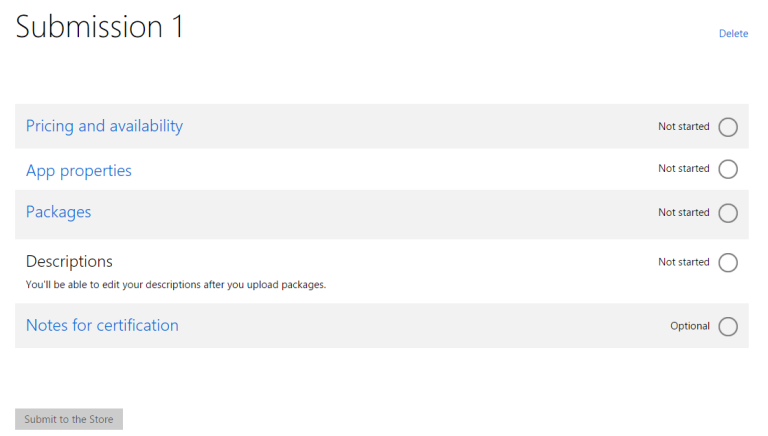 Submission 1
Delete
Pricing and availability
Not started
App properties
Not started
Packages
Not started
Descriptions
Not started
You'll be able to edit your descriptions after you upload packages.
Notes for certification
Optional
Submit to the Store